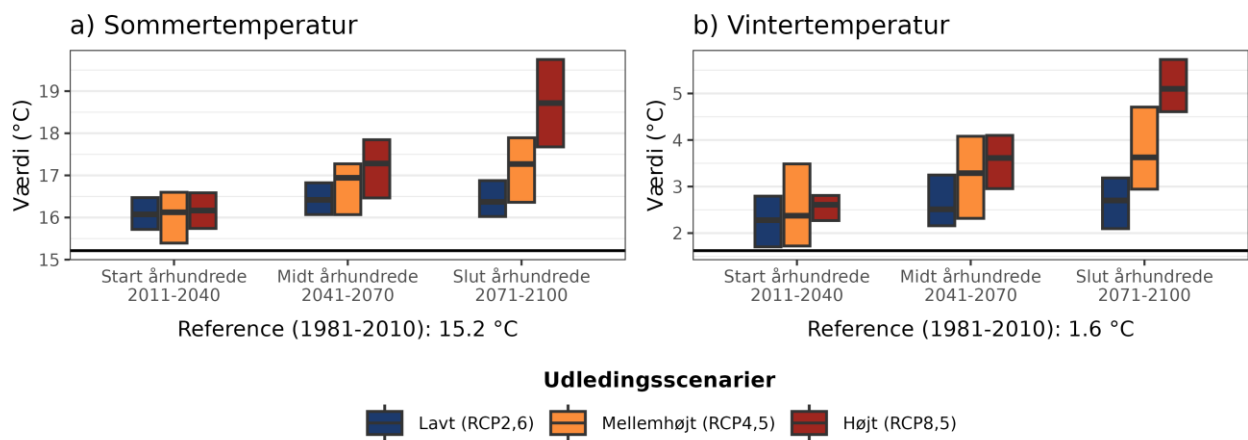 a) Sommertemperatur
b) Vintertemperatur
Værdi (°C)
19
18
17
16
15
Start århundrede
2011-2040
Midt århundrede
2041-2070
Slut århundrede
2071-2100
Reference (1981-2010): 15.2 °C
Værdi (°C)
5
4
3
2
Start århundrede
2011-2040
Midt århundrede
2041-2070
Slut århundrede
2071-2100
Reference (1981-2010): 1.6 °C
Udledingsscenarier
Lavt (RCP2,6)
Mellemhøjt (RCP4,5)
Højt (RCP8,5)